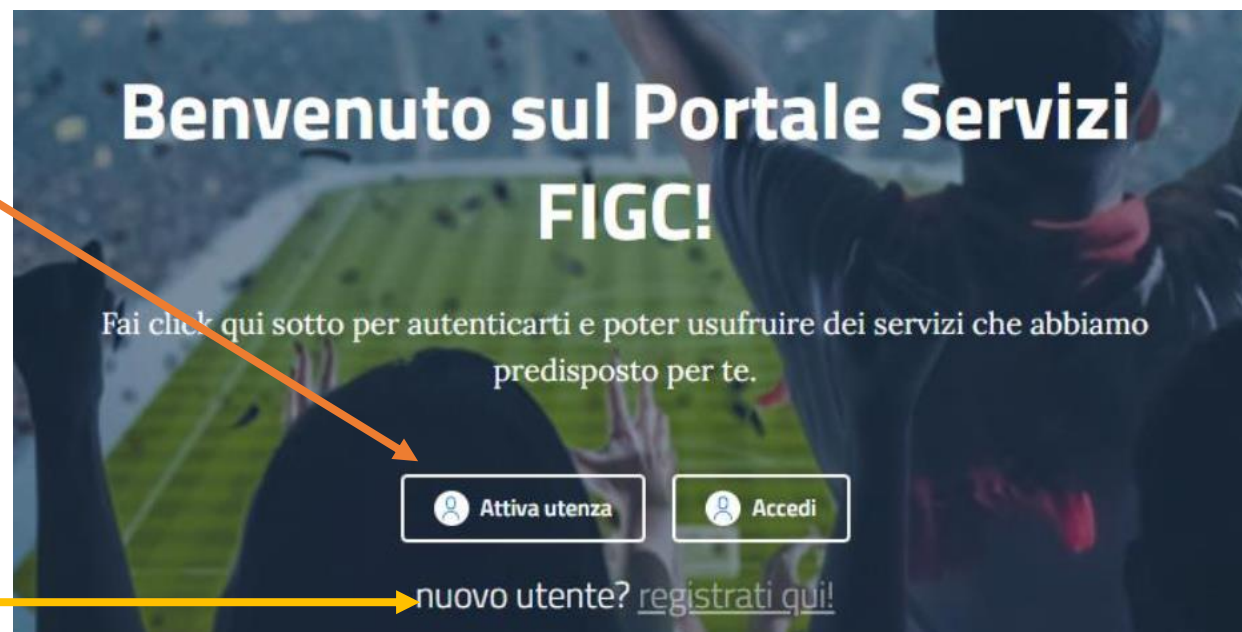 Benvenuto sul Portale Servizi
FIGC!
Fai click qui sotto per autenticarti e poter usufruire dei servizi che abbiamo
predisposto per te.
Attiva utenza
Accedi
nuovo utente? registrati qui!